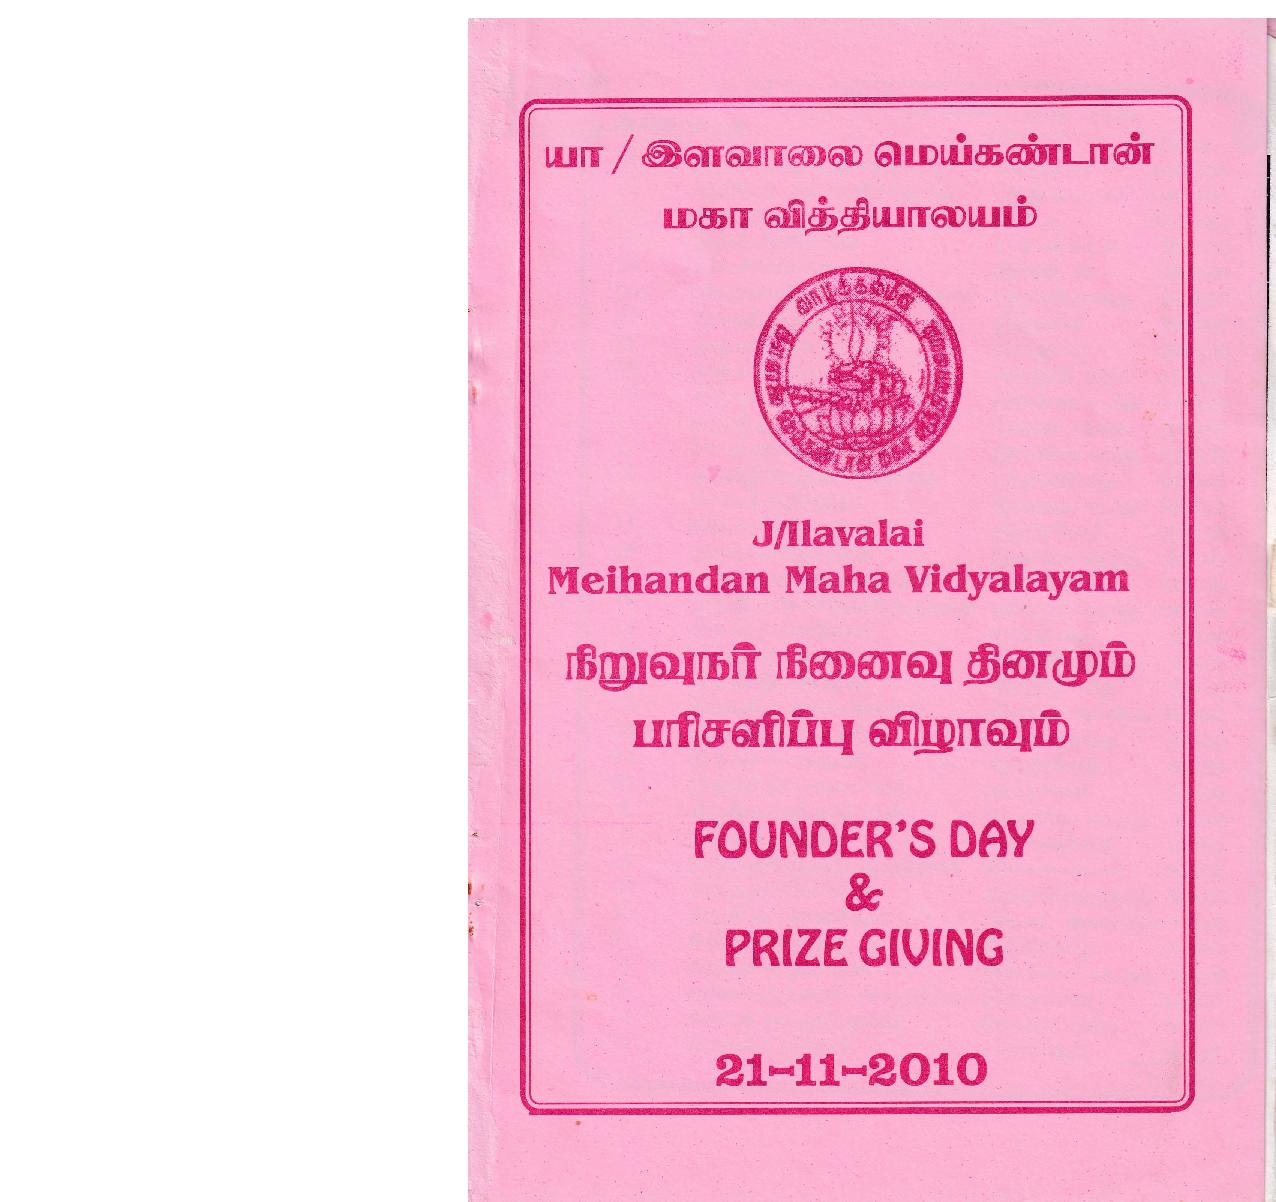 யா / இளவாலை மெய்கண்டான்
மகா வித்தியாலயம்
J/Ilavalai
Meihandan Maha Vidyalayam
நிறுவுநர் நினைவு தினமும்
பரிசளிப்பு விழாவும்
FOUNDER'S DAY
&
PRIZE GIVING
21-11-2010